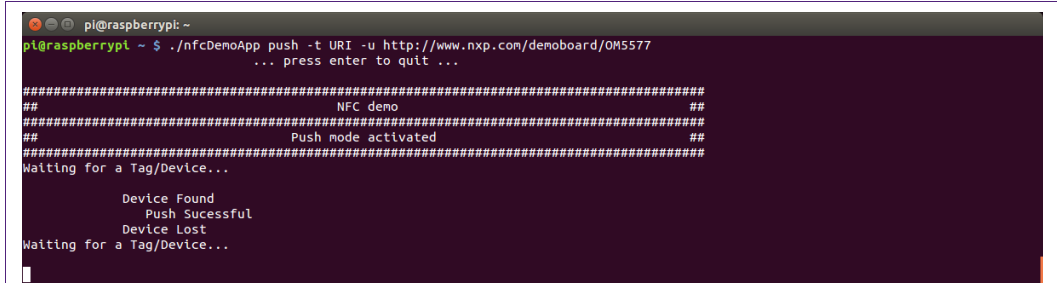 pi@raspberrypi: ~
pi@raspberrypi ~ $ ./nfcDemoApp push -t URI -u http://www.nxp.com/demoboard/OM5577
... press enter to quit ...
#########################################################################################
## NFC demo ##
#########################################################################################
## Push mode activated ##
#########################################################################################
Waiting for a Tag/Device...
Device Found
Push Sucessful
Device Lost
Waiting for a Tag/Device...